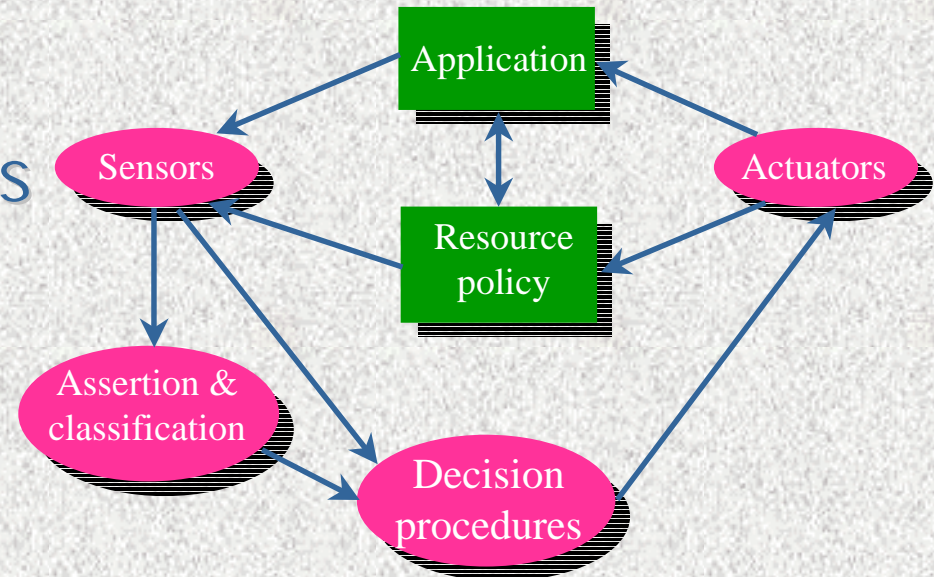 Application
s
Sensors
Actuators
Resource
policy
Assertion &
classification
Decision
procedures